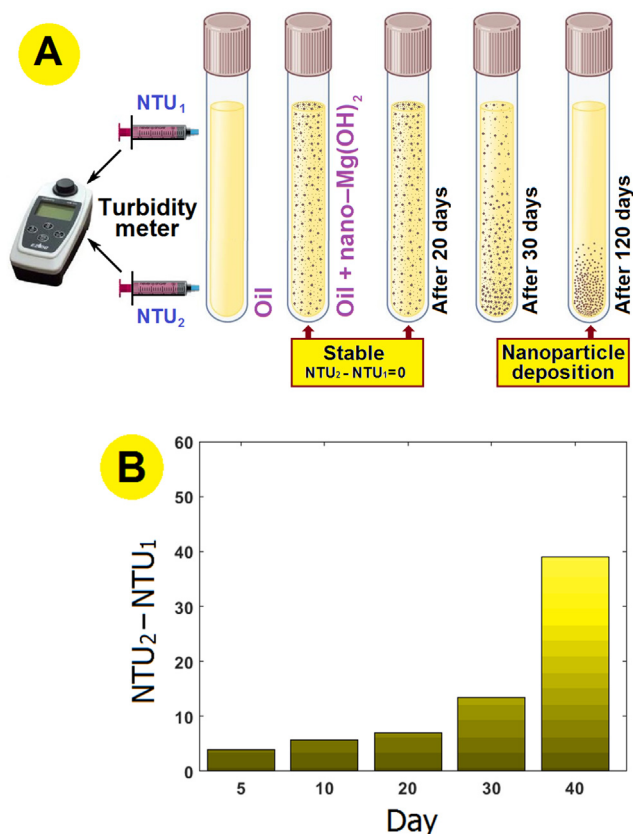 A
NTU1
Turbidity
meter
NTU2
Oil
Oil + nano–Mg(OH)2
After 20 days
After 30 days
After 120 days
Stable
NTU2 - NTU1=0
Nanoparticle
deposition
B
NTU2 – NTU1
60
50
40
30
20
10
0
5 10 20 30 40
Day